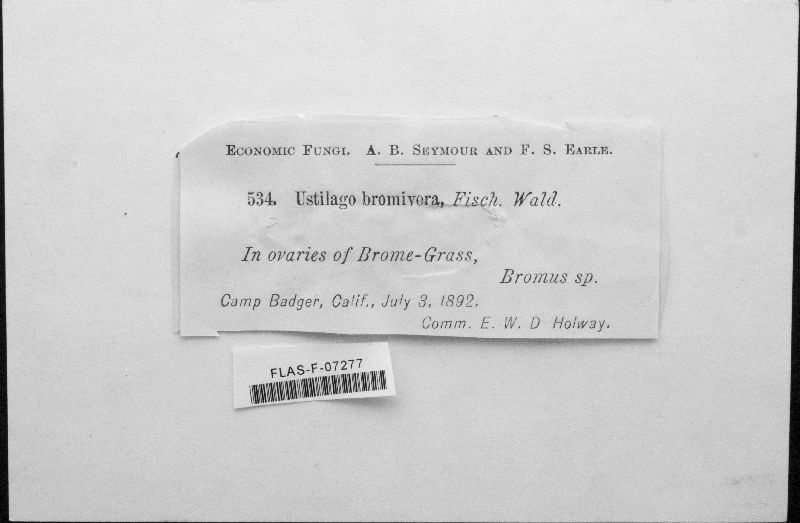 Economic Fungi. A. B. Seymour and F. S. Earle.
534. Ustilago bromivora, Fisch. Wald.
In ovaries of Brome-Grass,
Bromus sp.
Camp Badger, Calif., July 3, 1892.
Comm. E. W. D Holway.
FLAS-F-07277